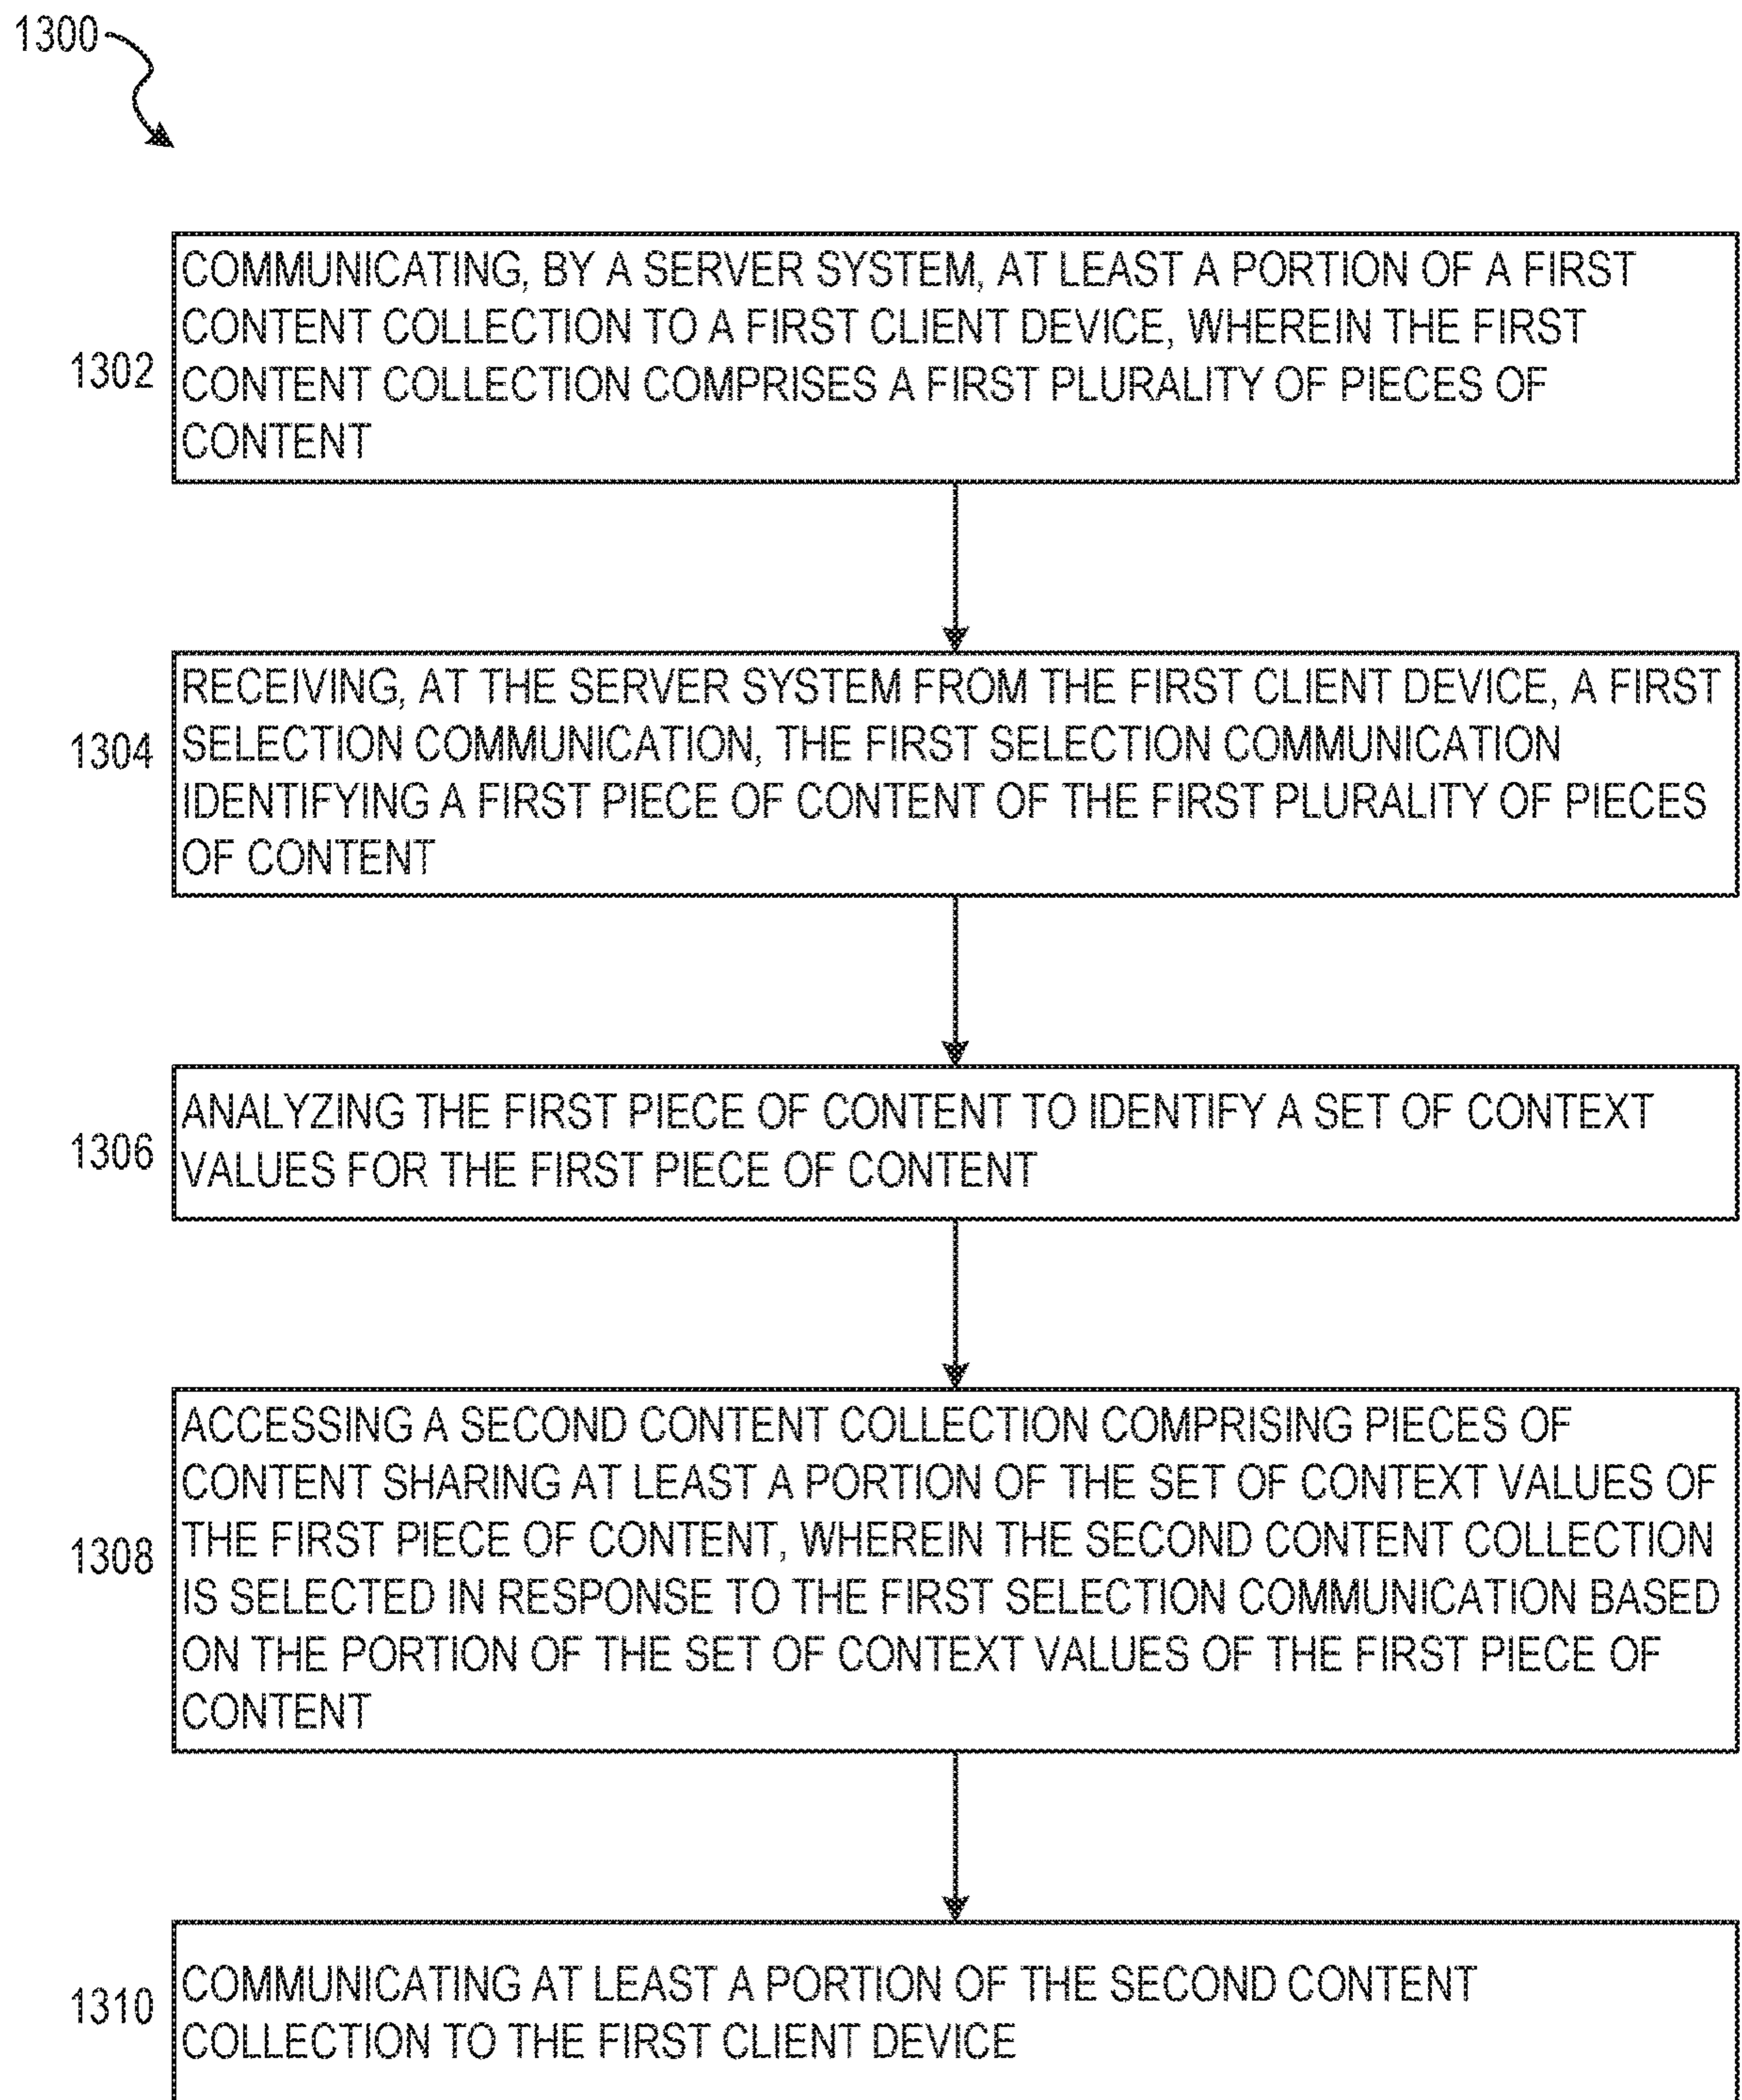 1300
COMMUNICATING, BY A SERVER SYSTEM, AT LEAST A PORTION OF A FIRST
CONTENT COLLECTION TO A FIRST CLIENT DEVICE, WHEREIN THE FIRST
1302
CONTENT COLLECTION COMPRISES A FIRST PLURALITY OF PIECES OF
CONTENT
RECEIVING, AT THE SERVER SYSTEM FROM THE FIRST CLIENT DEVICE, A FIRST
1304
SELECTION COMMUNICATION, THE FIRST SELECTION COMMUNICATION
IDENTIFYING A FIRST PIECE OF CONTENT OF THE FIRST PLURALITY OF PIECES
OF CONTENT
1306
ANALYZING THE FIRST PIECE OF CONTENT TO IDENTIFY A SET OF CONTEXT
VALUES FOR THE FIRST PIECE OF CONTENT
ACCESSING A SECOND CONTENT COLLECTION COMPRISING PIECES OF
CONTENT SHARING AT LEAST A PORTION OF THE SET OF CONTEXT VALUES OF
THE FIRST PIECE OF CONTENT, WHEREIN THE SECOND CONTENT COLLECTION
1308
IS SELECTED IN RESPONSE TO THE FIRST SELECTION COMMUNICATION BASED
ON THE PORTION OF THE SET OF CONTEXT VALUES OF THE FIRST PIECE OF
CONTENT
1310
COMMUNICATING AT LEAST A PORTION OF THE SECOND CONTENT
COLLECTION TO THE FIRST CLIENT DEVICE